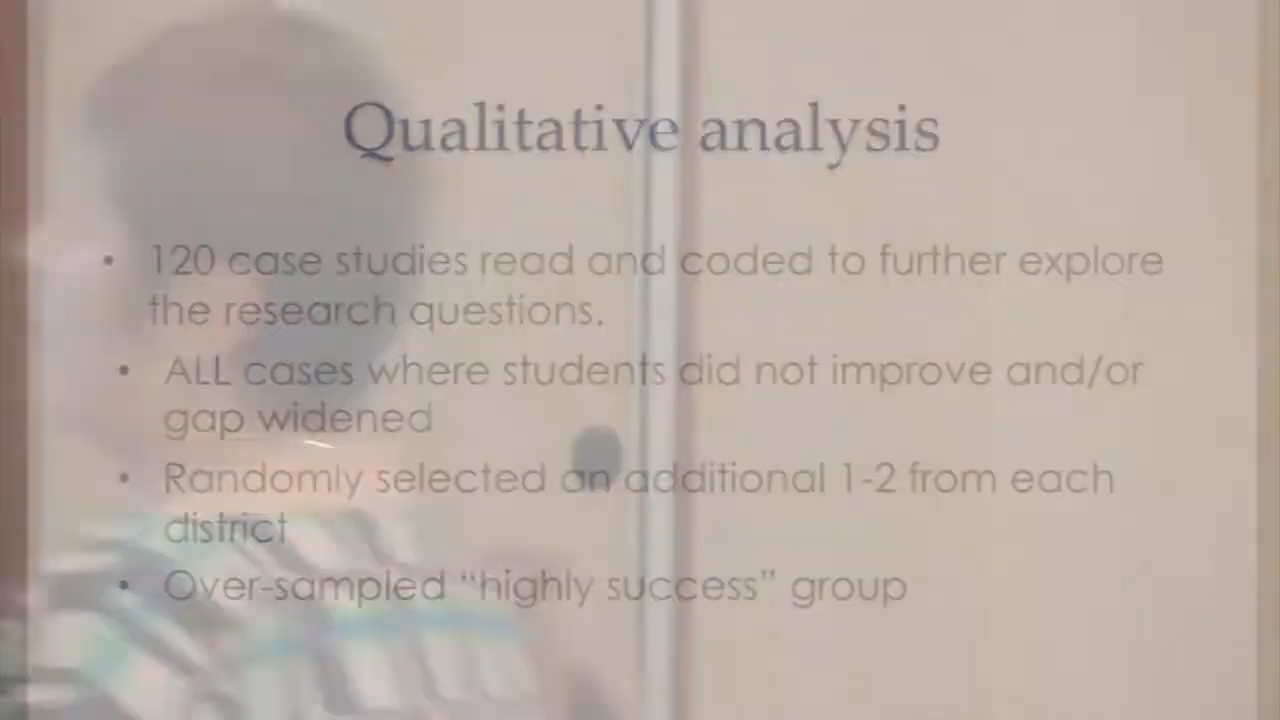 Qualitative analysis
• 120 case studies read and coded to further explore
the research questions.
• ALL cases where students did not improve and/or
gap widened
• Randomly selected an additional 1-2 from each
district
• Over-sampled “highly success” group